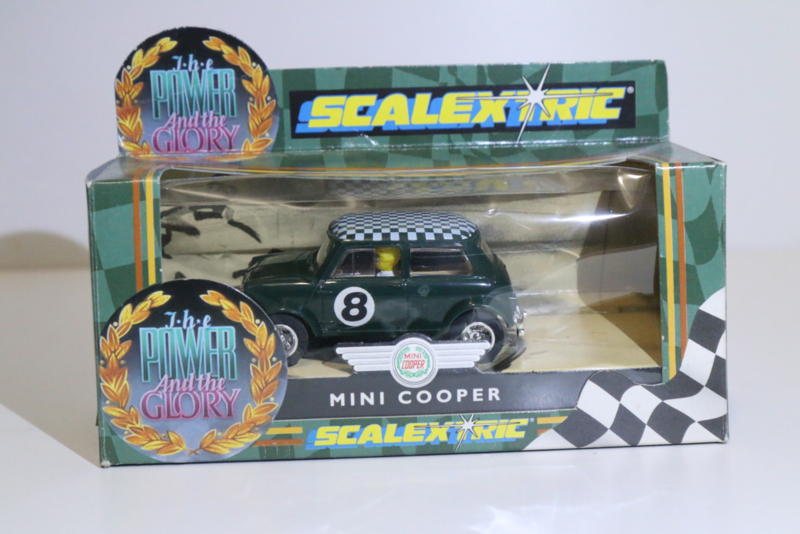 The
POWER
And the
GLORY
SCALEXTRIC®
8
The
POWER
And the
GLORY
MINI
COOPER
MINI COOPER
SCALEXTRIC